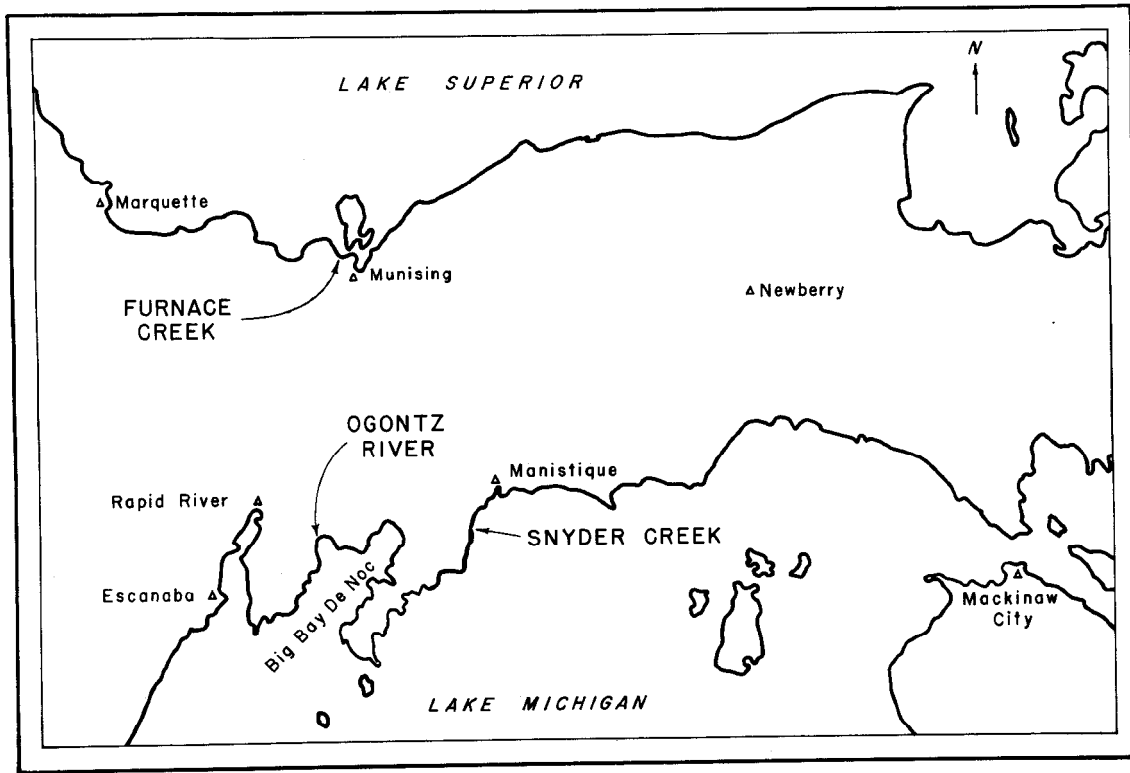 LAKE SUPERIOR
N
Marquette
Munising
FURNACE
CREEK
Newberry
OGONTZ
RIVER
Manistique
Rapid River
SNYDER CREEK
Big Bay De Noc
Escanaba
Mackinaw
City
LAKE MICHIGAN